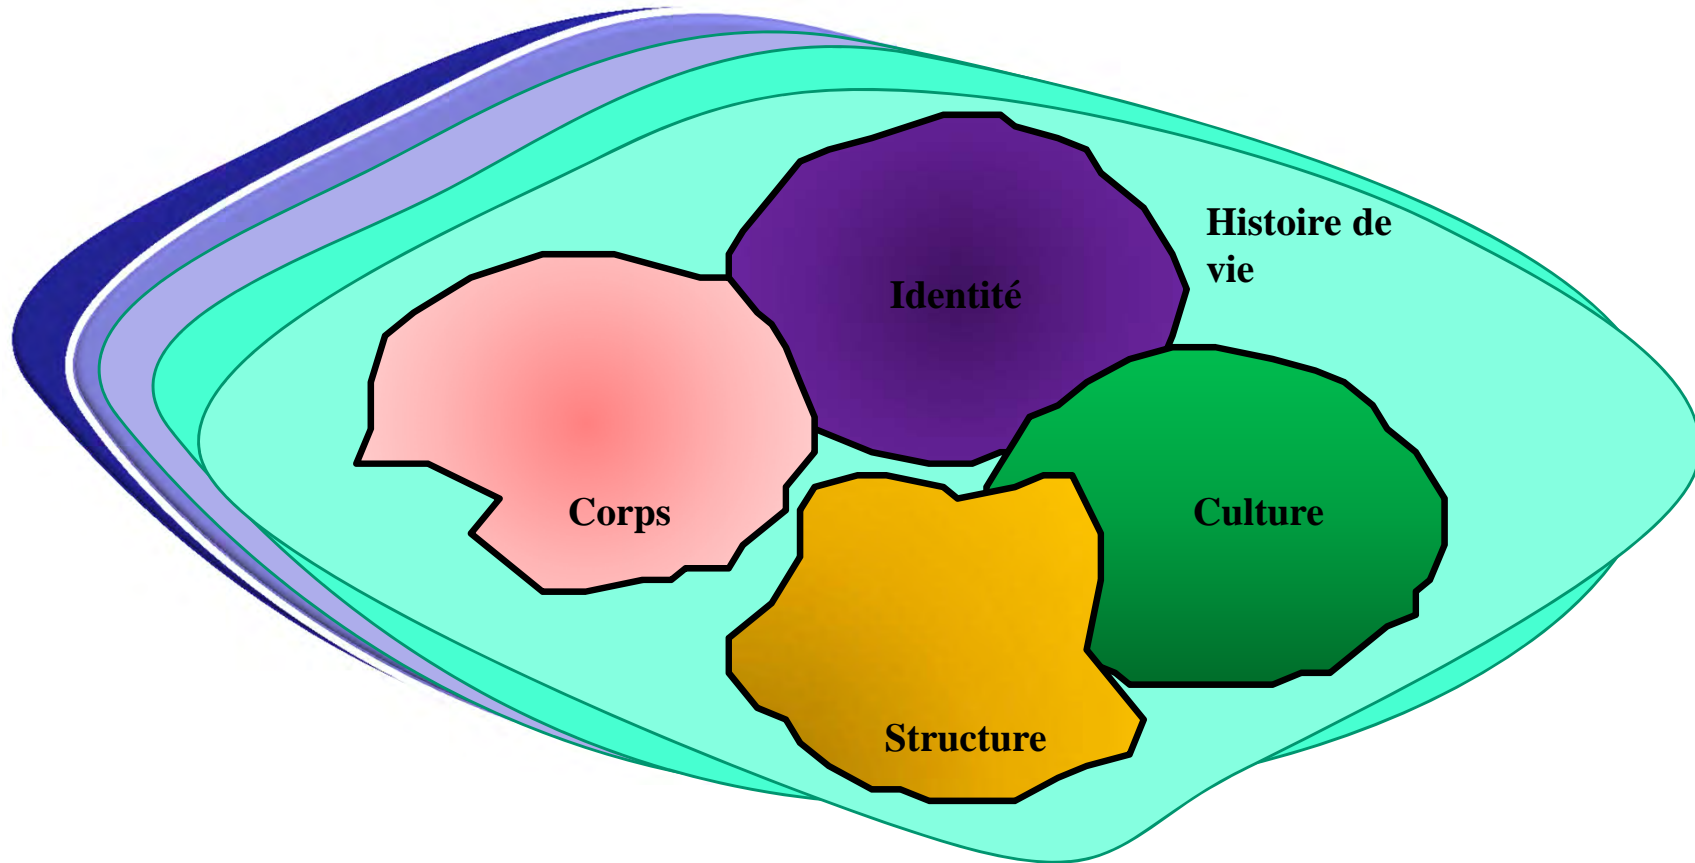 Histoire de
vie
Identité
Corps
Culture
Structure